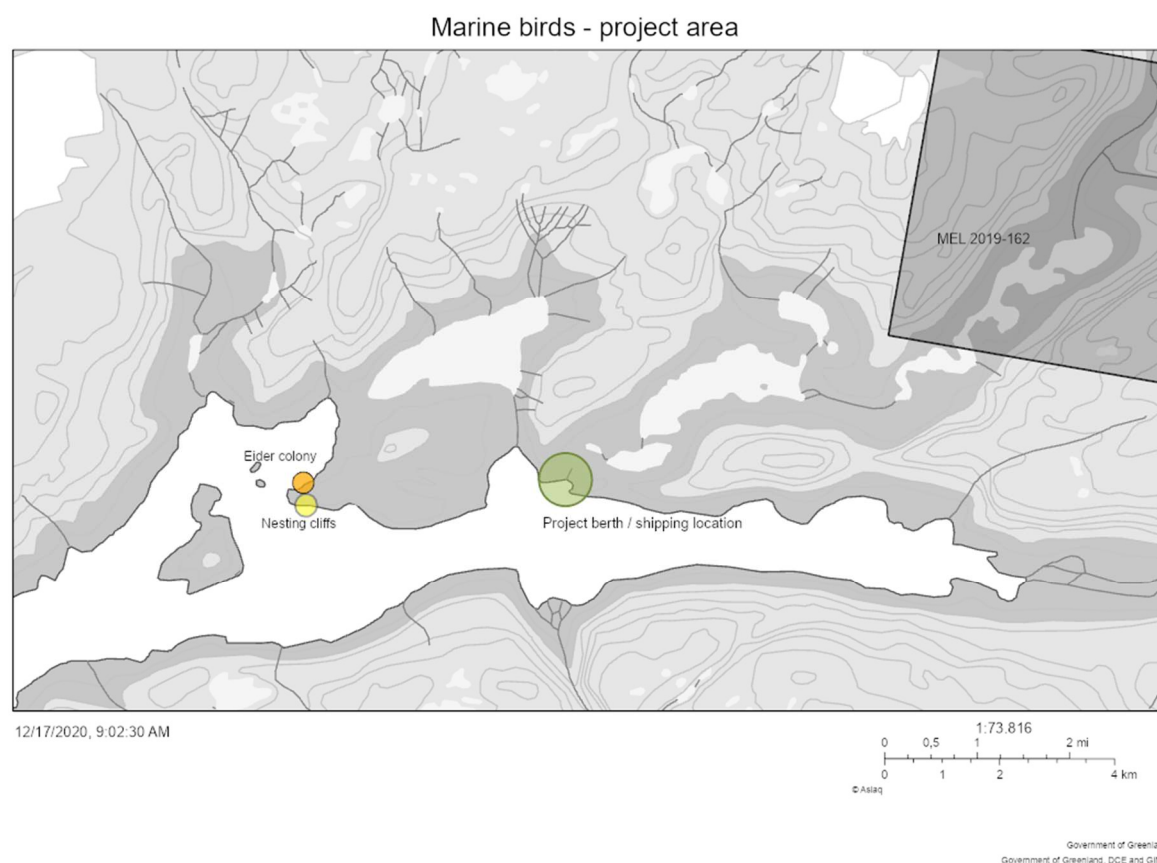 Marine birds - project area
MEL 2019-162
Eider colony
Nesting cliffs
Project berth / shipping location
12/17/2020, 9:02:30 AM
1:73.816
0 0,5 1 2 mi
0 1 2 4 km
© Asiaq
Government of
Government of Greenland, DCE and